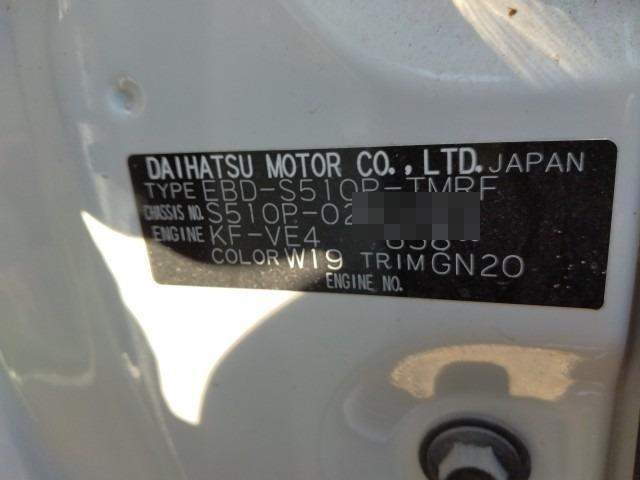 DAIHATSU MOTOR CO., LTD. JAPAN
TYPE EBD-S510P-TMRF
CHASSIS NO. S510P-02
ENGINE KF-VE4 658
COLOR W19 TRIM GN20
ENGINE NO.